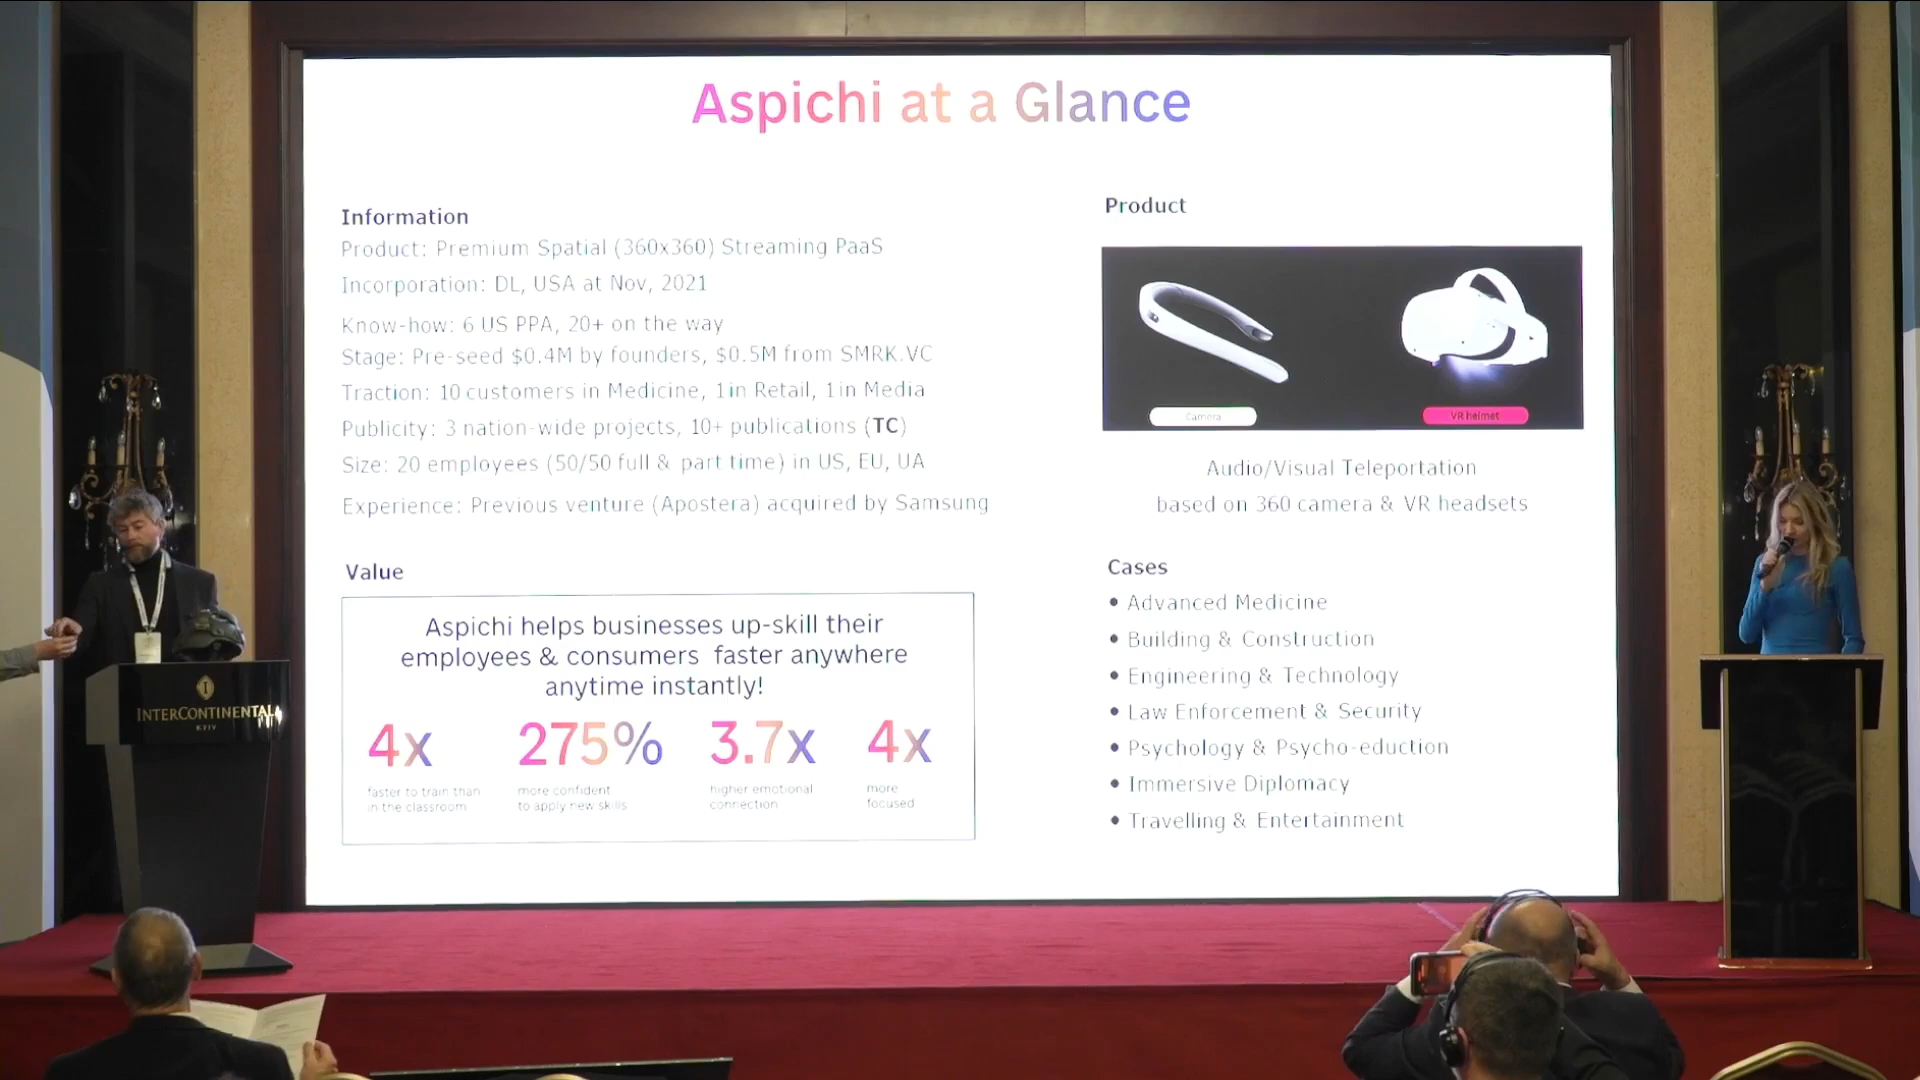 Aspichi at a Glance
Information
Product: Premium Spatial (360x360) Streaming PaaS
Incorporation: DL, USA at Nov, 2021
Know-how: 6 US PPA, 20+ on the way
Stage: Pre-seed $0.4M by founders, $0.5M from SMRK.VC
Traction: 10 customers in Medicine, 1 in Retail, 1 in Media
Publicity: 3 nation-wide projects, 10+ publications (TC)
Size: 20 employees (50/50 full & part time) in US, EU, UA
Experience: Previous venture (Apostera) acquired by Samsung
Value
Aspichi helps businesses up-skill their
employees & consumers faster anywhere
anytime instantly!
4x
faster to train than
in the classroom
275%
more confident
to apply new skills
3.7x
higher emotional
connection
4x
more
focused
Product
Camera
VR helmet
Audio/Visual Teleportation
based on 360 camera & VR headsets
Cases
• Advanced Medicine
• Building & Construction
• Engineering & Technology
• Law Enforcement & Security
• Psychology & Psycho-eduction
• Immersive Diplomacy
• Travelling & Entertainment
INTERCONTINENTAL
KYIV